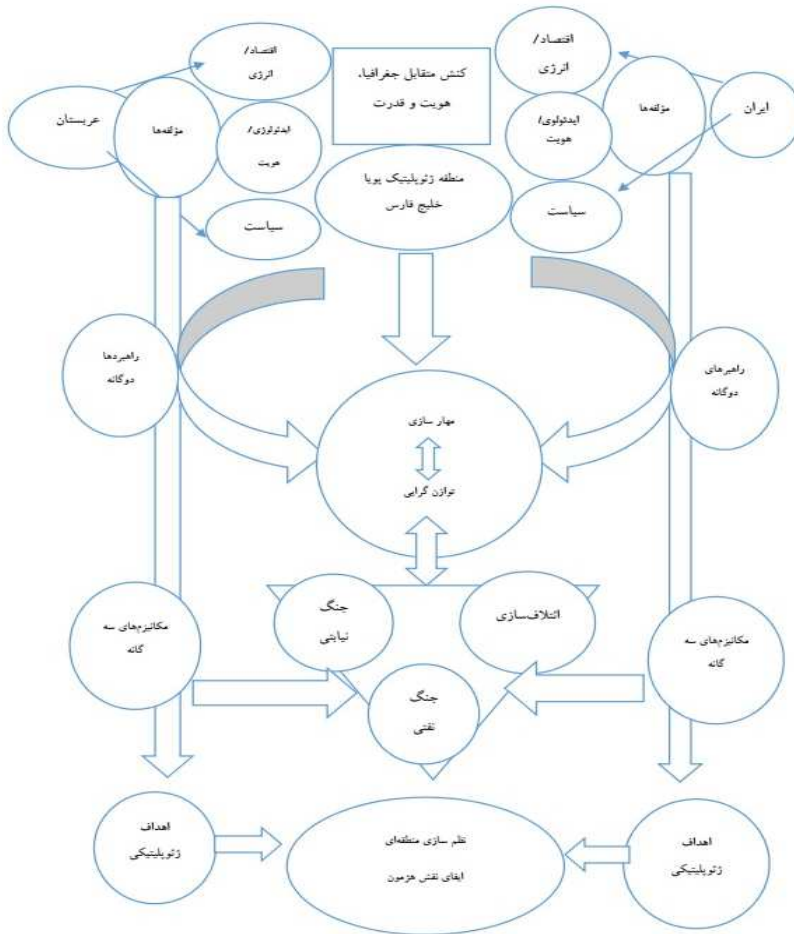 اقتصاد/
انرژی
کنش متقابل جغرافیا،
هویت و قدرت
اقتصاد/
انرژی
ایران
مؤلفه‌ها
ایدئولوی/
هویت
ایدئولوژی/
هویت
مؤلفه‌ها
عربستان
منطقه ژئوپلیتیک پویا
خلیج فارس
سیاست
سیاست
راهبرهای
دوگانه
راهبردها
دوگانه
مهار سازی
توازن گرایی
ائتلاف‌سازی
جنگ
نیابتی
مکانیزم‌های سه
گانه
مکانیزم‌های سه
گانه
جنگ
نفتی
اهداف
ژئوپلیتیکی
نظم سازی منطقه‌ای
ایفای نقش هژمون
اهداف
ژئوپلیتیکی